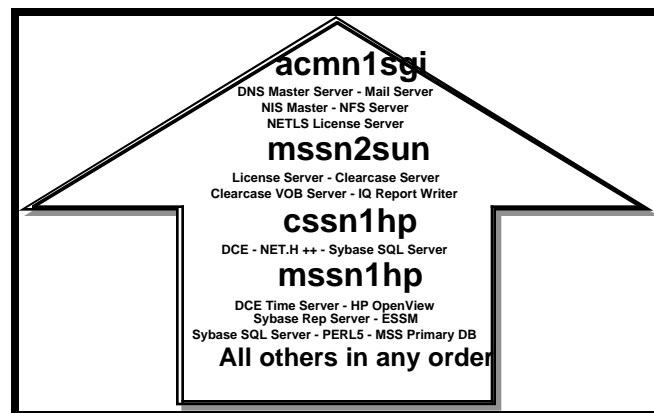 acmn1sgi
DNS Master Server - Mail Server
NIS Master - NFS Server
NETLS License Server
mssn2sun
License Server - Clearcase Server
Clearcase VOB Server - IQ Report Writer
cssn1hp
DCE - NET.H ++ - Sybase SQL Server
mssn1hp
DCE Time Server - HP OpenView
Sybase Rep Server - ESSM
Sybase SQL Server - PERL5 - MSS Primary DB
All others in any order